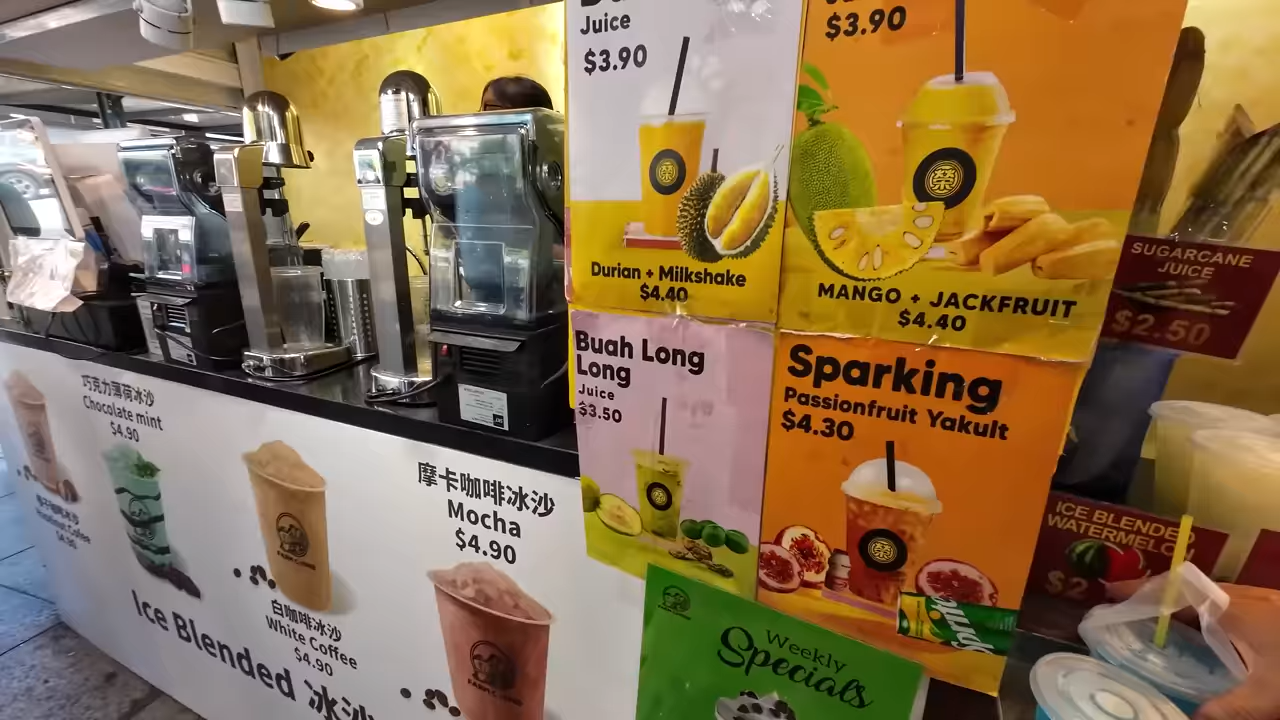 Juice
$3.90
Durian + Milkshake
$4.40
$3.90
MANGO + JACKFRUIT
$4.40
Buah Long
Long
Juice
$3.50
Sparking
Passionfruit Yakult
$4.30
SUGARCANE
JUICE
$2.50
ICE BLENDED
WATERMELON
$2
Weekly
Specials
巧克力薄荷冰沙
Chocolate mint
$4.90
白咖啡冰沙
White Coffee
$4.90
摩卡咖啡冰沙
Mocha
$4.90
Ice Blended 冰沙